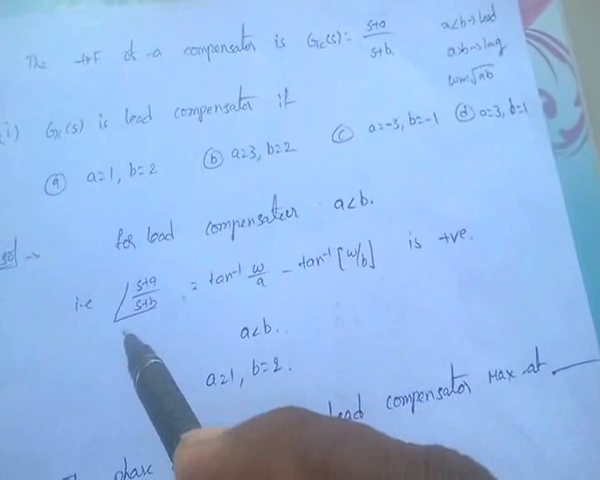 The trF of a compensator is Gc(s) = s+a / s+b
a<b → lead
a>b → lag
ωm = √ab
i) Gc(s) is lead compensator if
(a) a=1, b=2 (b) a=3, b=2 (c) a=-3, b=-1 (d) a=3, b=1
sol → for lead compensator a<b.
i.e ∠ s+a / s+b = tan⁻¹ ω/a - tan⁻¹ [ω/b] is +ve.
a<b.
a=1, b=2.
phase lead compensator Max at